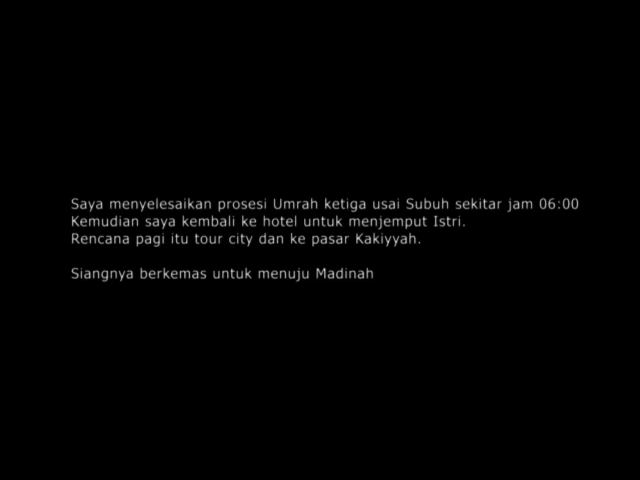 Saya menyelesaikan prosesi Umrah ketiga usai Subuh sekitar jam 06:00
Kemudian saya kembali ke hotel untuk menjemput Istri.
Rencana pagi itu tour city dan ke pasar Kakiyyah.
Siangnya berkemas untuk menuju Madinah